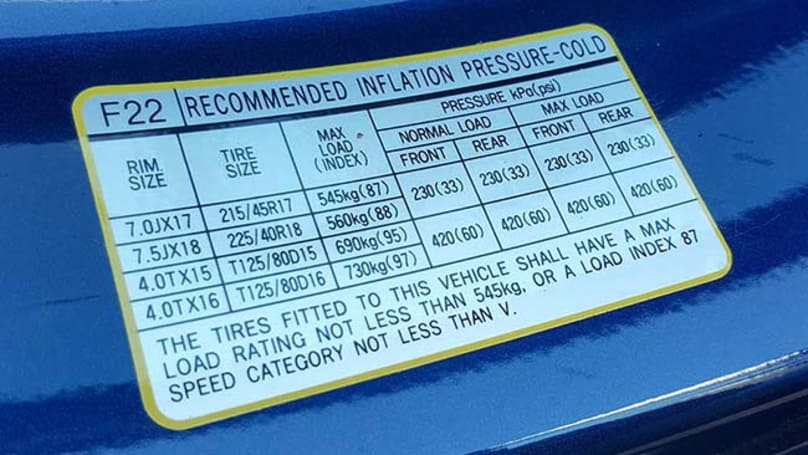 F22 RECOMMENDED INFLATION PRESSURE-COLD
RIM SIZE TIRE SIZE MAX LOAD (INDEX) PRESSURE kPa(psi)
NORMAL LOAD MAX LOAD
FRONT REAR FRONT REAR
7.0JX17 215/45R17 545kg(87) 230(33) 230(33) 230(33) 230(33)
7.5JX18 225/40R18 560kg(88)
4.0TX15 T125/80D15 690kg(95) 420(60) 420(60) 420(60) 420(60)
4.0TX16 T125/80D16 730kg(97)
THE TIRES FITTED TO THIS VEHICLE SHALL HAVE A MAX
LOAD RATING NOT LESS THAN 545kg, OR A LOAD INDEX 87
SPEED CATEGORY NOT LESS THAN V.